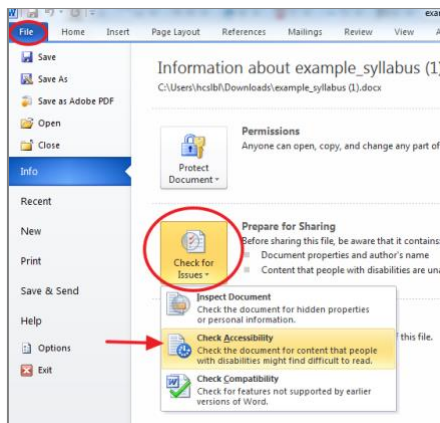 W
exa
File Home Insert Page Layout References Mailings Review View A
Save
Save As
Save as Adobe PDF
Open
Close
Info
Recent
New
Print
Save & Send
Help
Options
Exit
Information about example_syllabus (1)
C:\Users\hcslbl\Downloads\example_syllabus (1).docx
Protect
Document
Permissions
Anyone can open, copy, and change any part of
Check for
Issues
Prepare for Sharing
Before sharing this file, be aware that it contains:
Document properties and author's name
Content that people with disabilities are una
Inspect Document
Check the document for hidden properties
or personal information.
Check Accessibility
Check the document for content that people
with disabilities might find difficult to read.
Check Compatibility
Check for features not supported by earlier
versions of Word.
f this file.